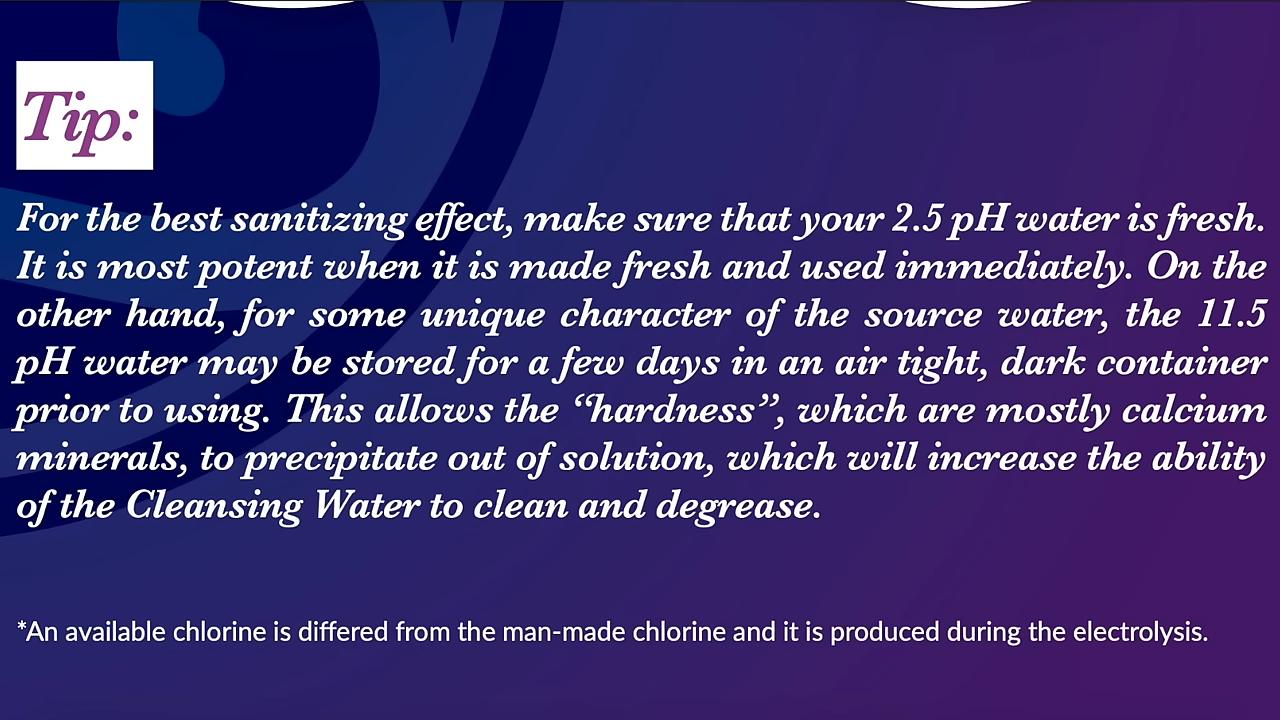 Tip:
For the best sanitizing effect, make sure that your 2.5 pH water is fresh.
It is most potent when it is made fresh and used immediately. On the
other hand, for some unique character of the source water, the 11.5
pH water may be stored for a few days in an air tight, dark container
prior to using. This allows the “hardness”, which are mostly calcium
minerals, to precipitate out of solution, which will increase the ability
of the Cleansing Water to clean and degrease.
*An available chlorine is differed from the man-made chlorine and it is produced during the electrolysis.